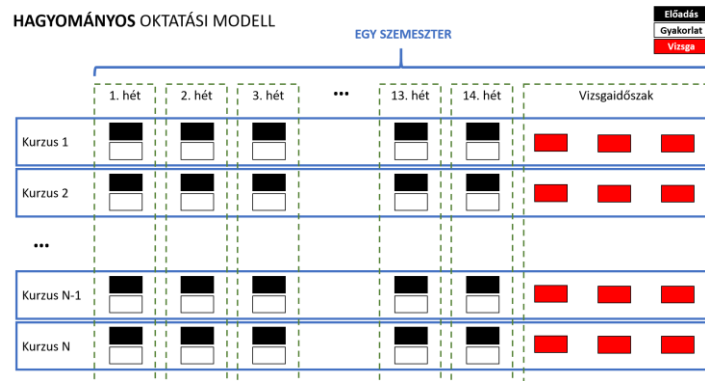 HAGYOMÁNYOS OKTATÁSI MODELL
Előadás
Gyakorlat
Vizsga
EGY SZEMESZTER
1. hét 2. hét 3. hét ... 13. hét 14. hét Vizsgaidőszak
Kurzus 1
Kurzus 2
...
Kurzus N-1
Kurzus N